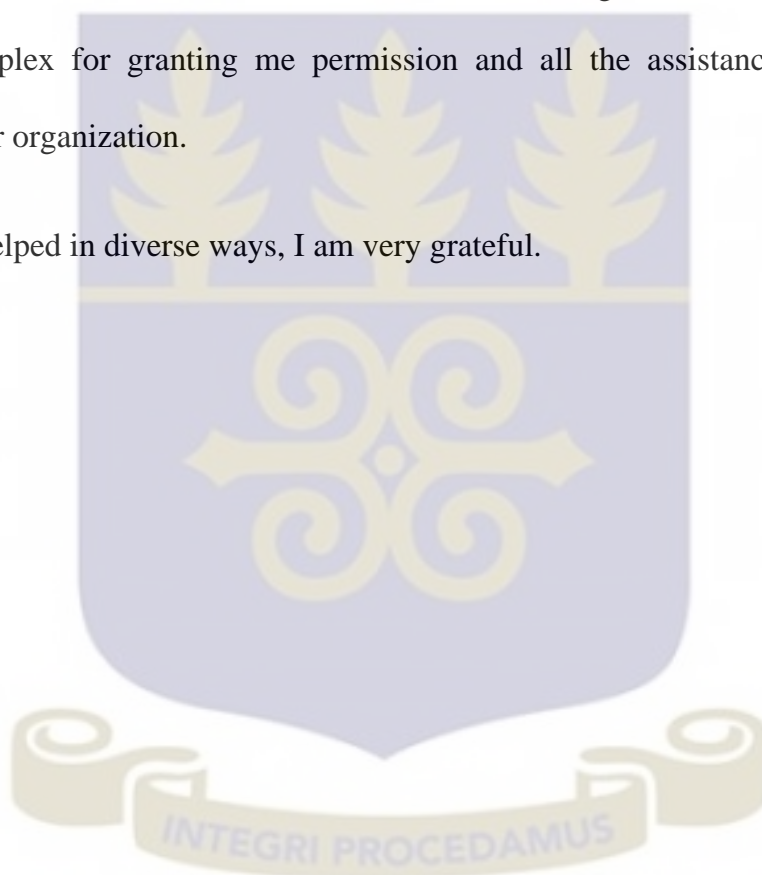 plex for granting me permission and all the assistanc
r organization.
elped in diverse ways, I am very grateful.
INTEGRI PROCEDAMUS